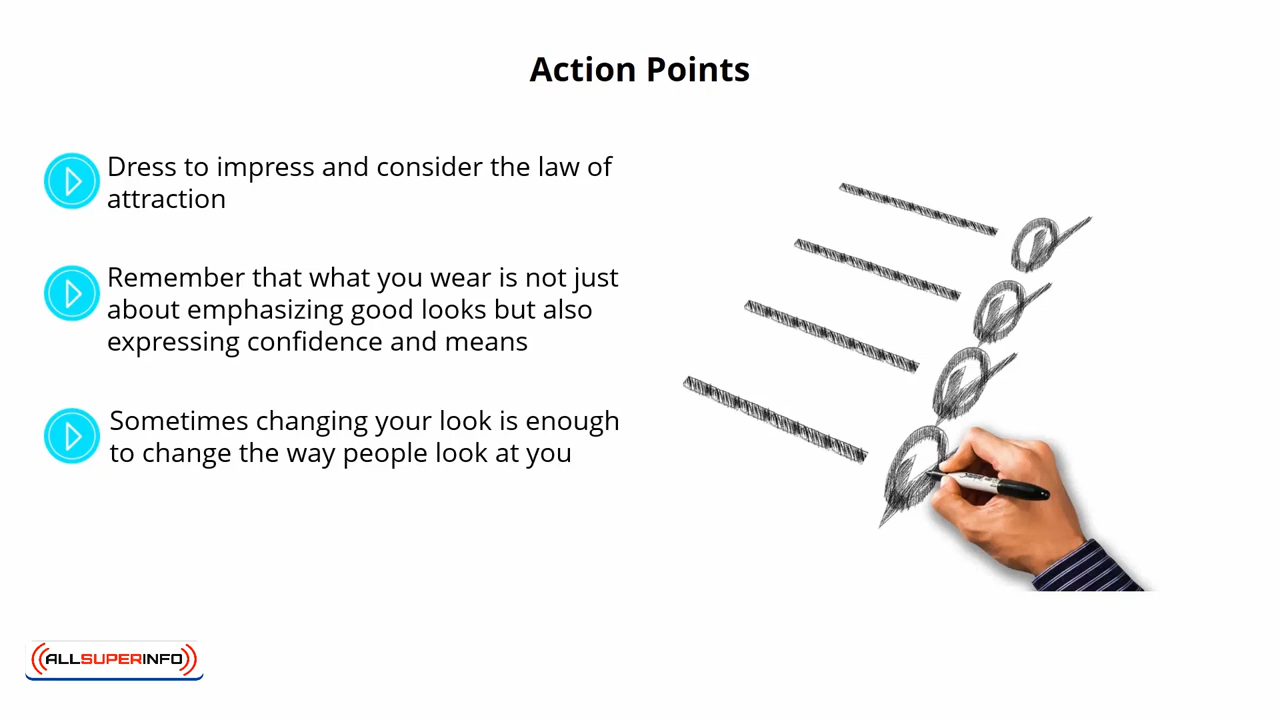 Action Points
Dress to impress and consider the law of
attraction
Remember that what you wear is not just
about emphasizing good looks but also
expressing confidence and means
Sometimes changing your look is enough
to change the way people look at you
ALLSUPERINFO